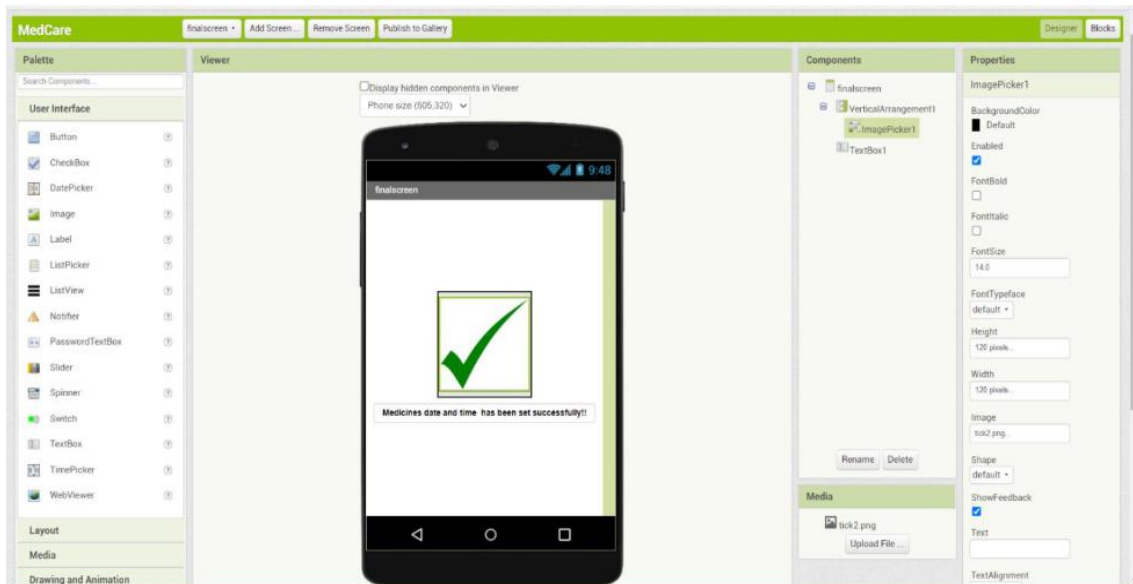 MedCare
finalscreen
Add Screen ...
Remove Screen
Publish to Gallery
Designer
Blocks
Palette
Search Components...
User Interface
Button
CheckBox
DatePicker
Image
Label
ListPicker
ListView
Notifier
PasswordTextBox
Slider
Spinner
Switch
TextBox
TimePicker
WebViewer
Layout
Media
Drawing and Animation
Viewer
Display hidden components in Viewer
Phone size (505,320)
9:48
finalscreen
Medicines date and time has been set successfully!!
Components
finalscreen
VerticalArrangement1
ImagePicker1
TextBox1
Rename
Delete
Media
tick2.png
Upload File ...
Properties
ImagePicker1
BackgroundColor
Default
Enabled
FontBold
FontItalic
FontSize
14.0
FontTypeface
default
Height
120 pixels...
Width
120 pixels...
Image
tick2.png...
Shape
default
ShowFeedback
Text
TextAlignment